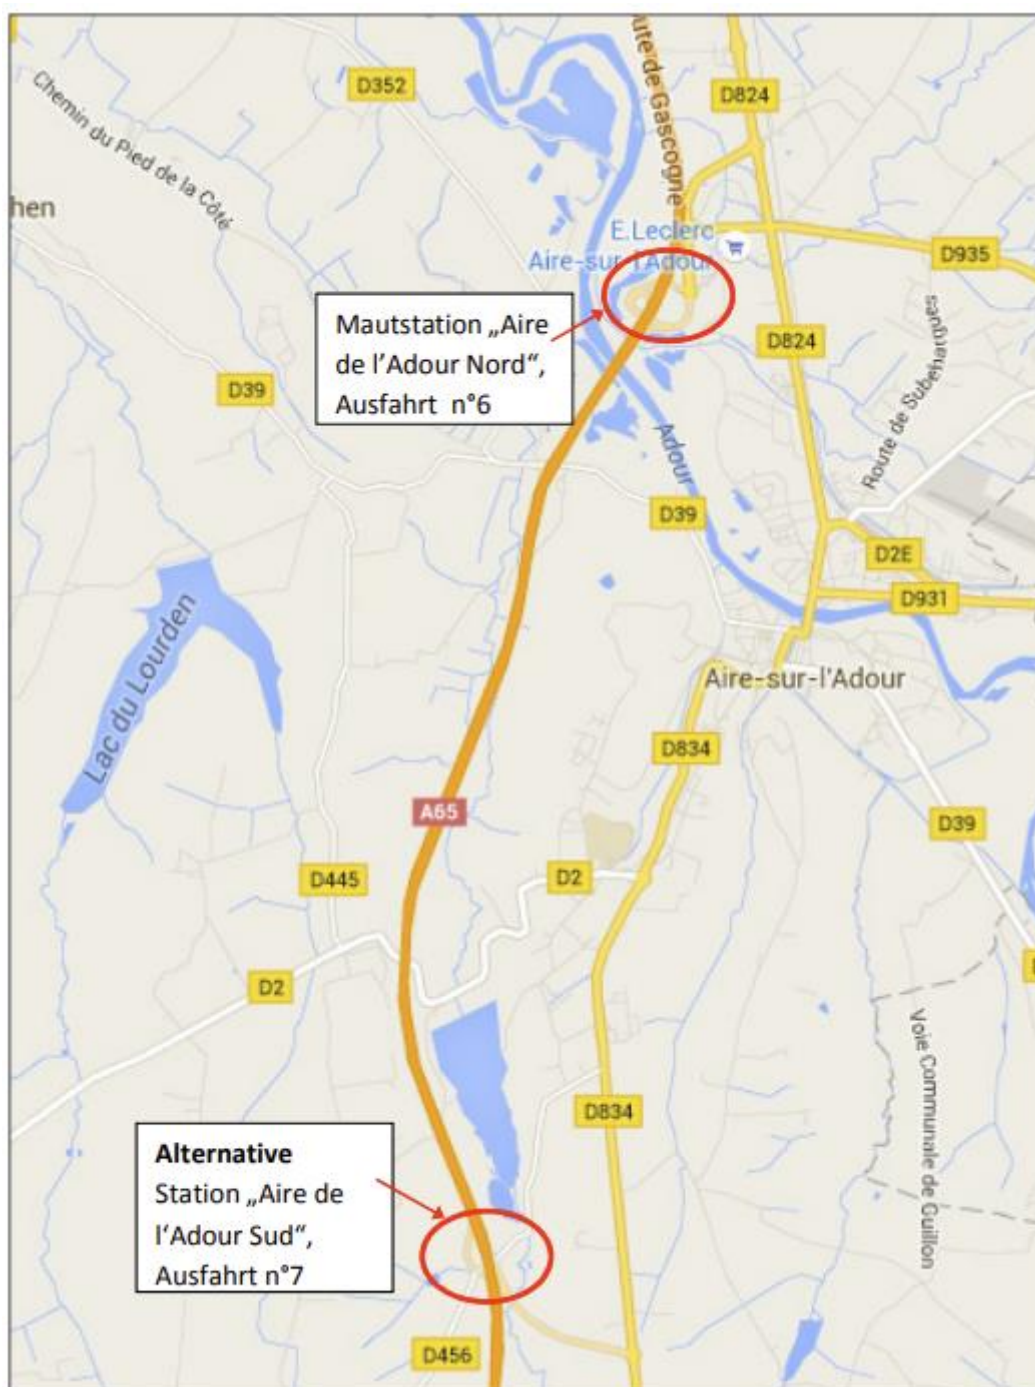 D352
D824
Chemin du Pied de la Côté
ute de Gascogne
hen
E.Leclerc
Aire-sur-l'Adour
D935
Mautstation „Aire
de l'Adour Nord“,
Ausfahrt n°6
D824
D39
Route de Subehargues
Adour
D39
D2E
D931
Lac du Lourden
Aire-sur-l'Adour
D834
A65
D39
D445
D2
D2
Voie Communale de Guillon
D834
Alternative
Station „Aire de
l‘Adour Sud“,
Ausfahrt n°7
D456